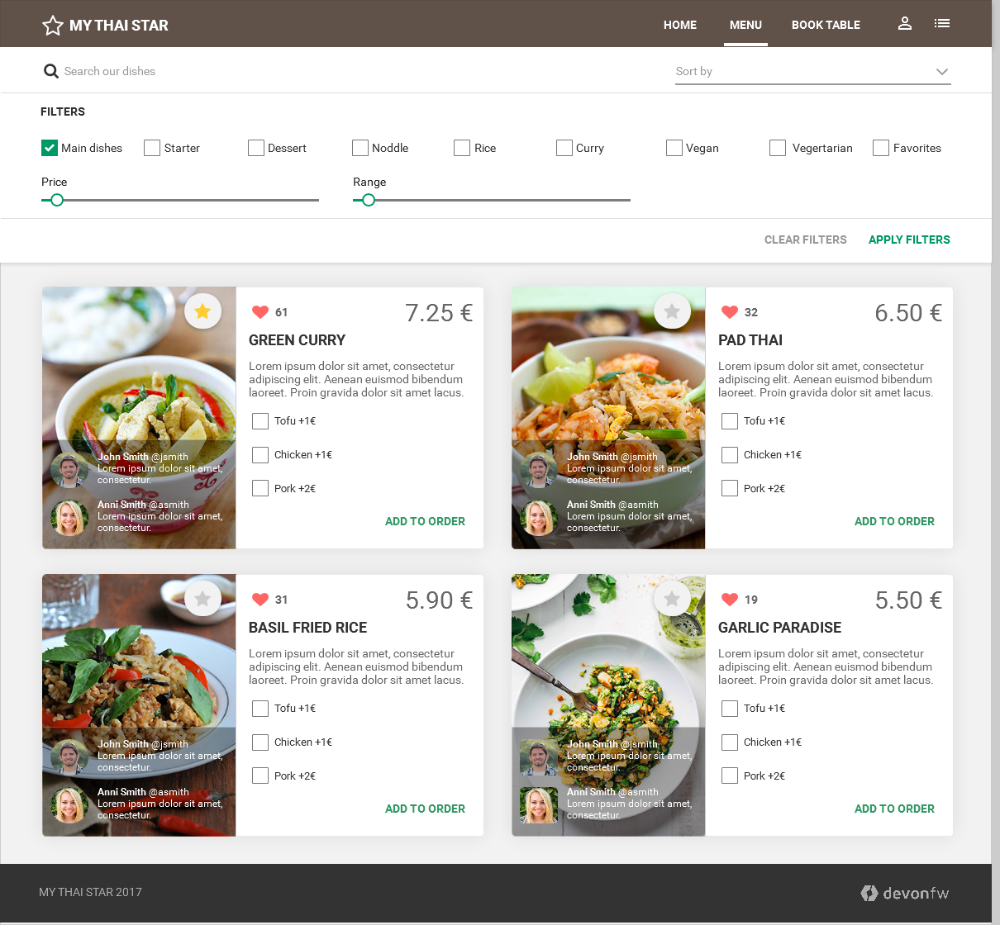 MY THAI STAR
HOME MENU BOOK TABLE
Search our dishes
Sort by
FILTERS
Main dishes Starter Dessert Noddle Rice Curry Vegan Vegertarian Favorites
Price Range
CLEAR FILTERS APPLY FILTERS
61 7.25 €
GREEN CURRY
Lorem ipsum dolor sit amet, consectetur
adipiscing elit. Aenean euismod bibendum
laoreet. Proin gravida dolor sit amet lacus.
Tofu +1€
Chicken +1€
Pork +2€
John Smith @jsmith
Lorem ipsum dolor sit amet,
consectetur.
Anni Smith @asmith
Lorem ipsum dolor sit amet,
consectetur.
ADD TO ORDER
32 6.50 €
PAD THAI
Lorem ipsum dolor sit amet, consectetur
adipiscing elit. Aenean euismod bibendum
laoreet. Proin gravida dolor sit amet lacus.
Tofu +1€
Chicken +1€
Pork +2€
John Smith @jsmith
Lorem ipsum dolor sit amet,
consectetur.
Anni Smith @asmith
Lorem ipsum dolor sit amet,
consectetur.
ADD TO ORDER
31 5.90 €
BASIL FRIED RICE
Lorem ipsum dolor sit amet, consectetur
adipiscing elit. Aenean euismod bibendum
laoreet. Proin gravida dolor sit amet lacus.
Tofu +1€
Chicken +1€
Pork +2€
John Smith @jsmith
Lorem ipsum dolor sit amet,
consectetur.
Anni Smith @asmith
Lorem ipsum dolor sit amet,
consectetur.
ADD TO ORDER
19 5.50 €
GARLIC PARADISE
Lorem ipsum dolor sit amet, consectetur
adipiscing elit. Aenean euismod bibendum
laoreet. Proin gravida dolor sit amet lacus.
Tofu +1€
Chicken +1€
Pork +2€
John Smith @jsmith
Lorem ipsum dolor sit amet,
consectetur.
Anni Smith @asmith
Lorem ipsum dolor sit amet,
consectetur.
ADD TO ORDER
MY THAI STAR 2017
devonfw